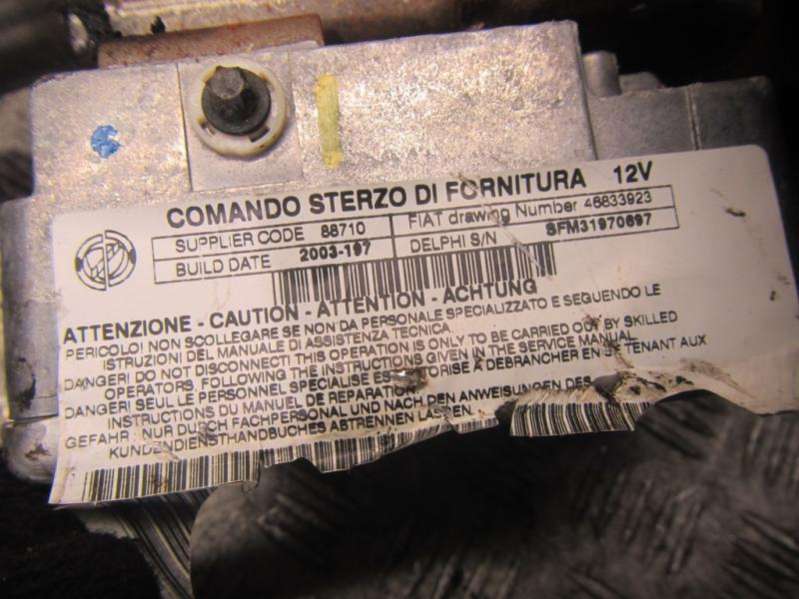 COMANDO STERZO DI FORNITURA 12V
SUPPLIER CODE 88710 FIAT drawing Number 46833923
BUILD DATE 2003-197 DELPHI S/N SFM31970697
ATTENZIONE - CAUTION - ATTENTION - ACHTUNG
PERICOLO! NON SCOLLEGARE SE NON DA PERSONALE SPECIALIZZATO E SEGUENDO LE
ISTRUZIONI DEL MANUALE DI ASSISTENZA TECNICA
DANGER! DO NOT DISCONNECT! THIS OPERATION IS ONLY TO BE CARRIED OUT BY SKILLED
OPERATORS, FOLLOWING THE INSTRUCTIONS GIVEN IN THE SERVICE MANUAL
DANGER! SEUL LE PERSONNEL SPECIALISE EST A DEBRANCHER EN SE TENANT AUX
INSTRUCTIONS DU MANUEL DE REPARATION
GEFAHR NUR DURCH FACHPERSONAL UND NACH DEN ANWEISUNGEN DES
KUNDENDIENSTHANDBUCHES ABTRENNEN LASSEN.